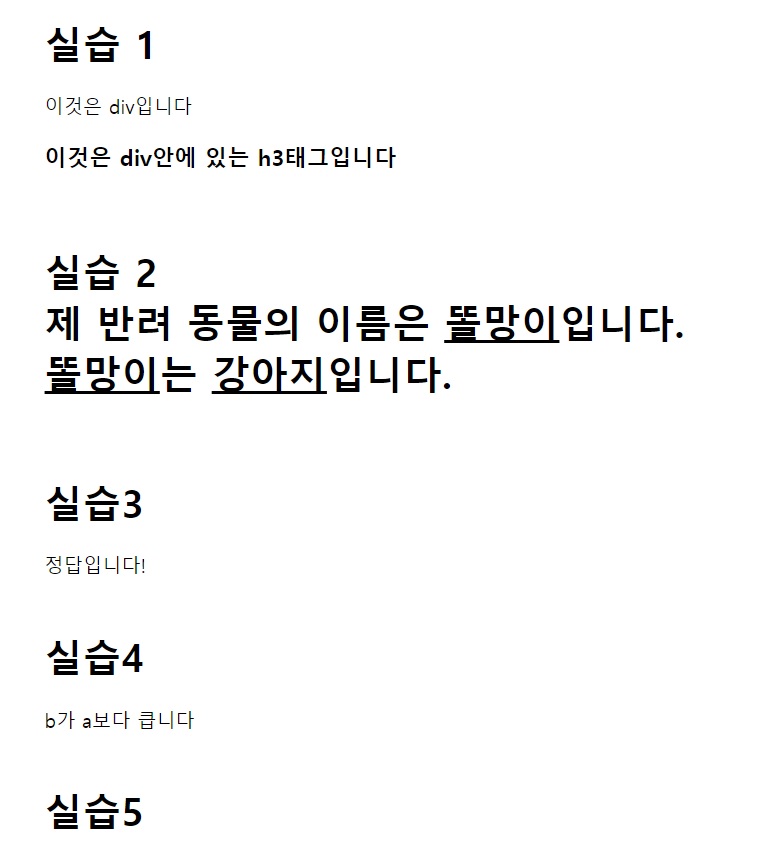 실습 1
이것은 div입니다
이것은 div안에 있는 h3태그입니다
실습 2
제 반려 동물의 이름은 똘망이입니다.
똘망이는 강아지입니다.
실습3
정답입니다!
실습4
b가 a보다 큽니다
실습5